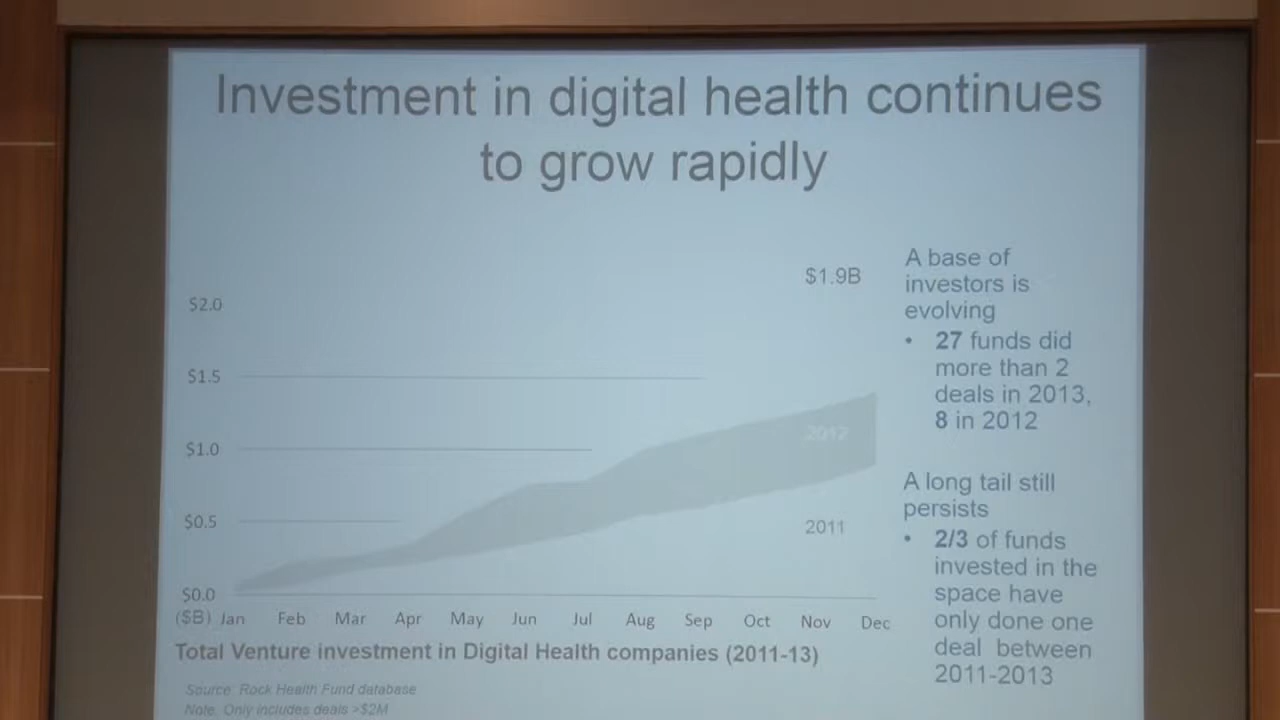 Investment in digital health continues
to grow rapidly
$1.9B
$2.0
$1.5
$1.0
$0.5
$0.0
($B) Jan Feb Mar Apr May Jun Jul Aug Sep Oct Nov Dec
2012
2011
Total Venture investment in Digital Health companies (2011-13)
Source: Rock Health Fund database
Note: Only includes deals >$2M
A base of
investors is
evolving
• 27 funds did
more than 2
deals in 2013,
8 in 2012
A long tail still
persists
• 2/3 of funds
invested in the
space have
only done one
deal between
2011-2013